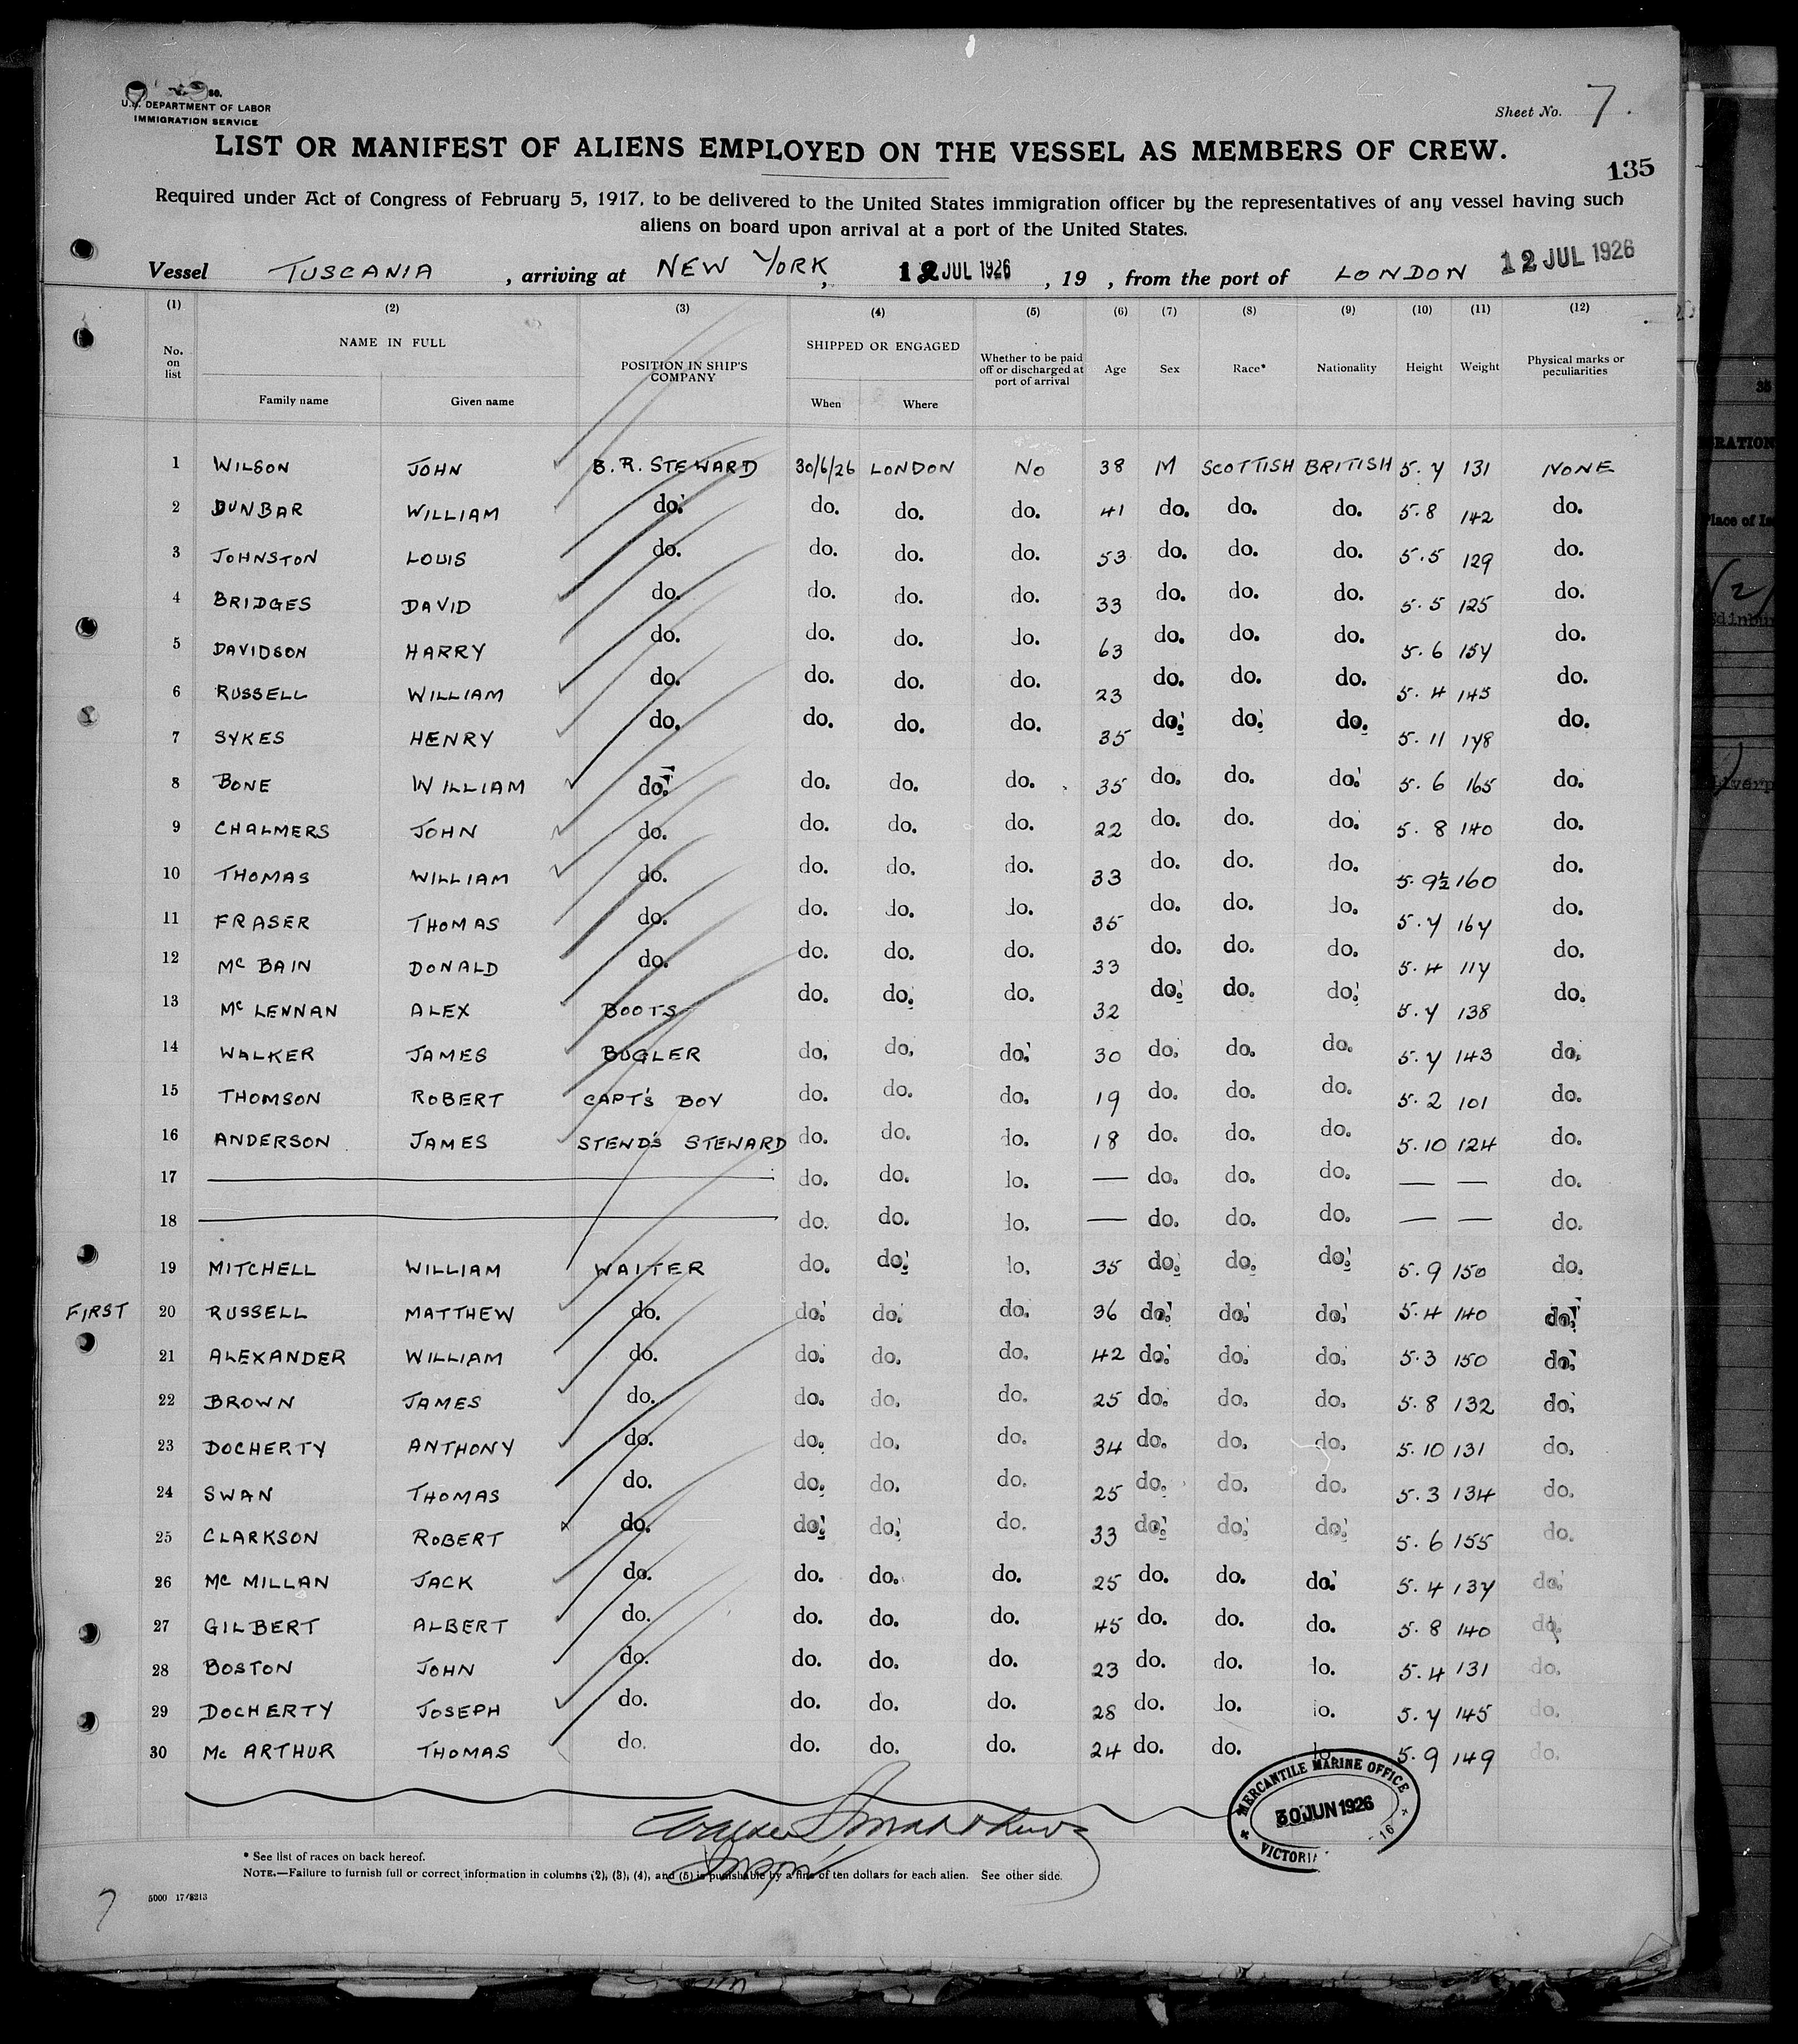 U.S. DEPARTMENT OF LABOR
IMMIGRATION SERVICE
Sheet No. 7.
LIST OR MANIFEST OF ALIENS EMPLOYED ON THE VESSEL AS MEMBERS OF CREW.
135
Required under Act of Congress of February 5, 1917, to be delivered to the United States immigration officer by the representatives of any vessel having such
aliens on board upon arrival at a port of the United States.
Vessel TUSCANIA, arriving at NEW YORK, 12 JUL 1926, 19 , from the port of LONDON 12 JUL 1926
(1) (2) (3) (4) (5) (6) (7) (8) (9) (10) (11) (12)
No. on list NAME IN FULL Family name Given name POSITION IN SHIP'S COMPANY SHIPPED OR ENGAGED When Where Whether to be paid off or discharged at port of arrival Age Sex Race* Nationality Height Weight Physical marks or peculiarities
1 WILSON JOHN B.R. STEWARD 30/6/26 LONDON NO 38 M SCOTTISH BRITISH 5.7 131 NONE
2 DUNBAR WILLIAM do. do. do. do. 41 do. do. do. 5.8 142 do.
3 JOHNSTON LOUIS do. do. do. do. 53 do. do. do. 5.5 129 do.
4 BRIDGES DAVID do. do. do. do. 33 do. do. do. 5.5 125 do.
5 DAVIDSON HARRY do. do. do. do. 63 do. do. do. 5.6 157 do.
6 RUSSELL WILLIAM do. do. do. do. 23 do. do. do. 5.4 145 do.
7 SYKES HENRY do. do. do. do. 35 do. do. do. 5.11 178 do.
8 BONE WILLIAM do. do. do. do. 35 do. do. do. 5.6 165 do.
9 CHALMERS JOHN do. do. do. do. 22 do. do. do. 5.8 140 do.
10 THOMAS WILLIAM do. do. do. do. 33 do. do. do. 5.9½ 160 do.
11 FRASER THOMAS do. do. do. do. 35 do. do. do. 5.7 167 do.
12 Mc BAIN DONALD do. do. do. do. 33 do. do. do. 5.4 117 do.
13 Mc LENNAN ALEX BOOTS do. do. do. 32 do. do. do. 5.7 138 do.
14 WALKER JAMES BUGLER do. do. do. 30 do. do. do. 5.7 143 do.
15 THOMSON ROBERT CAPT'S BOY do. do. do. 19 do. do. do. 5.2 101 do.
16 ANDERSON JAMES STEWD'S STEWARD do. do. do. 18 do. do. do. 5.10 124 do.
17 — do. do. do. — do. do. do. — — do.
18 — do. do. do. — do. do. do. — — do.
19 MITCHELL WILLIAM WAITER do. do. do. 35 do. do. do. 5.9 150 do.
FIRST 20 RUSSELL MATTHEW do. do. do. do. 36 do. do. do. 5.4 140 do.
21 ALEXANDER WILLIAM do. do. do. do. 42 do. do. do. 5.3 150 do.
22 BROWN JAMES do. do. do. do. 25 do. do. do. 5.8 132 do.
23 DOCHERTY ANTHONY do. do. do. do. 34 do. do. do. 5.10 131 do.
24 SWAN THOMAS do. do. do. do. 25 do. do. do. 5.3 134 do.
25 CLARKSON ROBERT do. do. do. do. 33 do. do. do. 5.6 155 do.
26 Mc MILLAN JACK do. do. do. do. 25 do. do. do. 5.4 137 do.
27 GILBERT ALBERT do. do. do. do. 45 do. do. do. 5.8 140 do.
28 BOSTON JOHN do. do. do. do. 23 do. do. do. 5.4 131 do.
29 DOCHERTY JOSEPH do. do. do. do. 28 do. do. do. 5.7 145 do.
30 Mc ARTHUR THOMAS do. do. do. do. 24 do. do. do. 5.9 149 do.
MERCANTILE MARINE OFFICE
30 JUN 1926
16
* See list of races on back hereof.
NOTE.—Failure to furnish full or correct information in columns (2), (3), (4), and (5) is punishable by a fine of ten dollars for each alien. See other side.
5000 17/8213
7